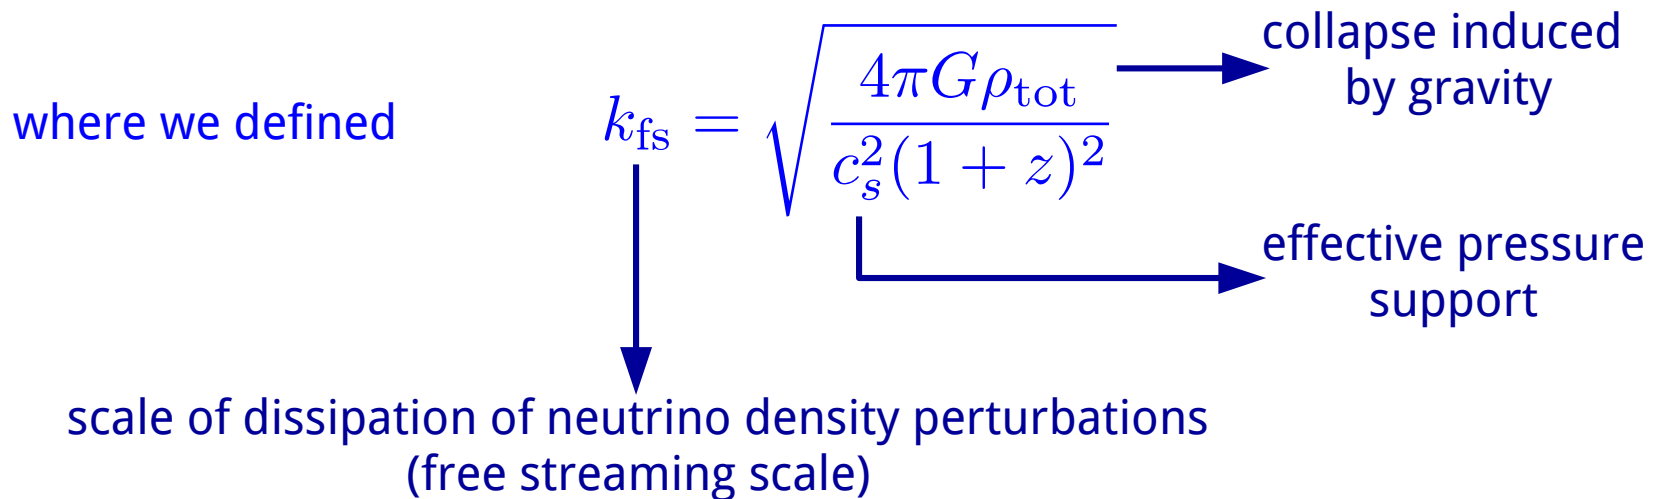 where we defined
k_fs = √(4πGρ_tot / c_s^2(1 + z)^2)
collapse induced
by gravity
effective pressure
support
scale of dissipation of neutrino density perturbations
(free streaming scale)